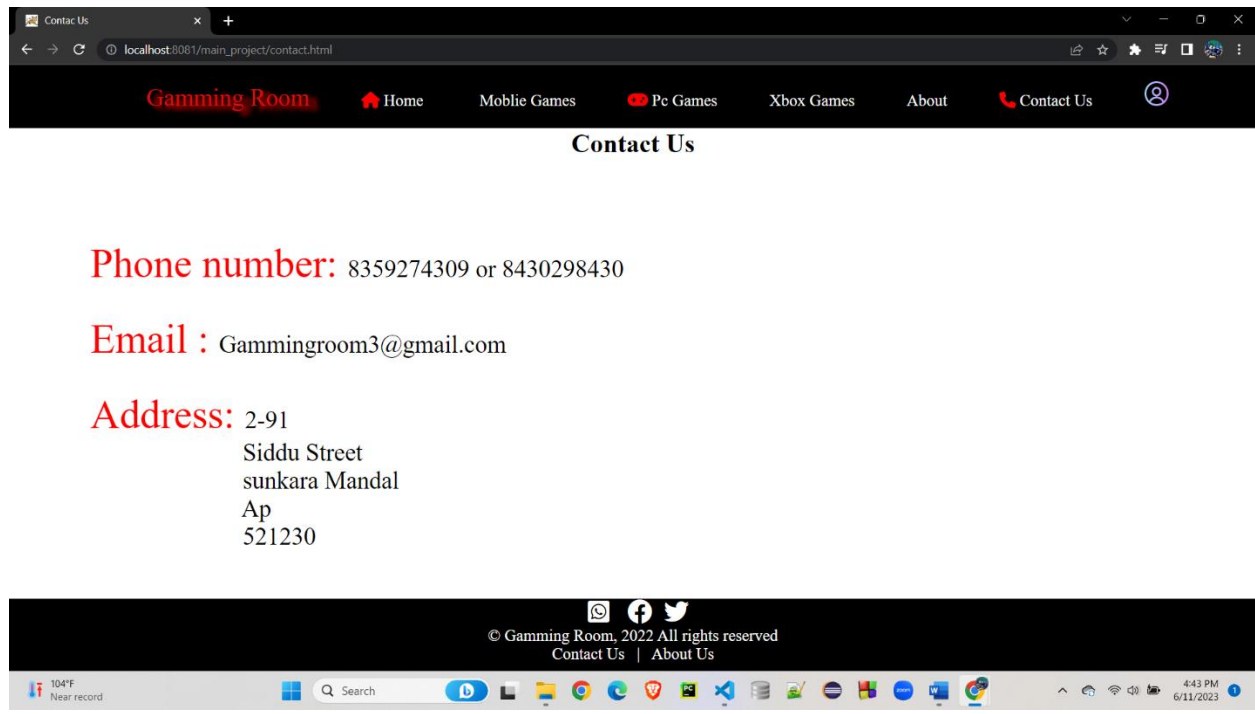 Contac Us
localhost:8081/main_project/contact.html
Gamming Room Home Moblie Games Pc Games Xbox Games About Contact Us
Contact Us
Phone number: 8359274309 or 8430298430
Email : Gammingroom3@gmail.com
Address: 2-91
Siddu Street
sunkara Mandal
Ap
521230
© Gamming Room, 2022 All rights reserved
Contact Us | About Us
104°F
Near record
Search
4:43 PM
6/11/2023